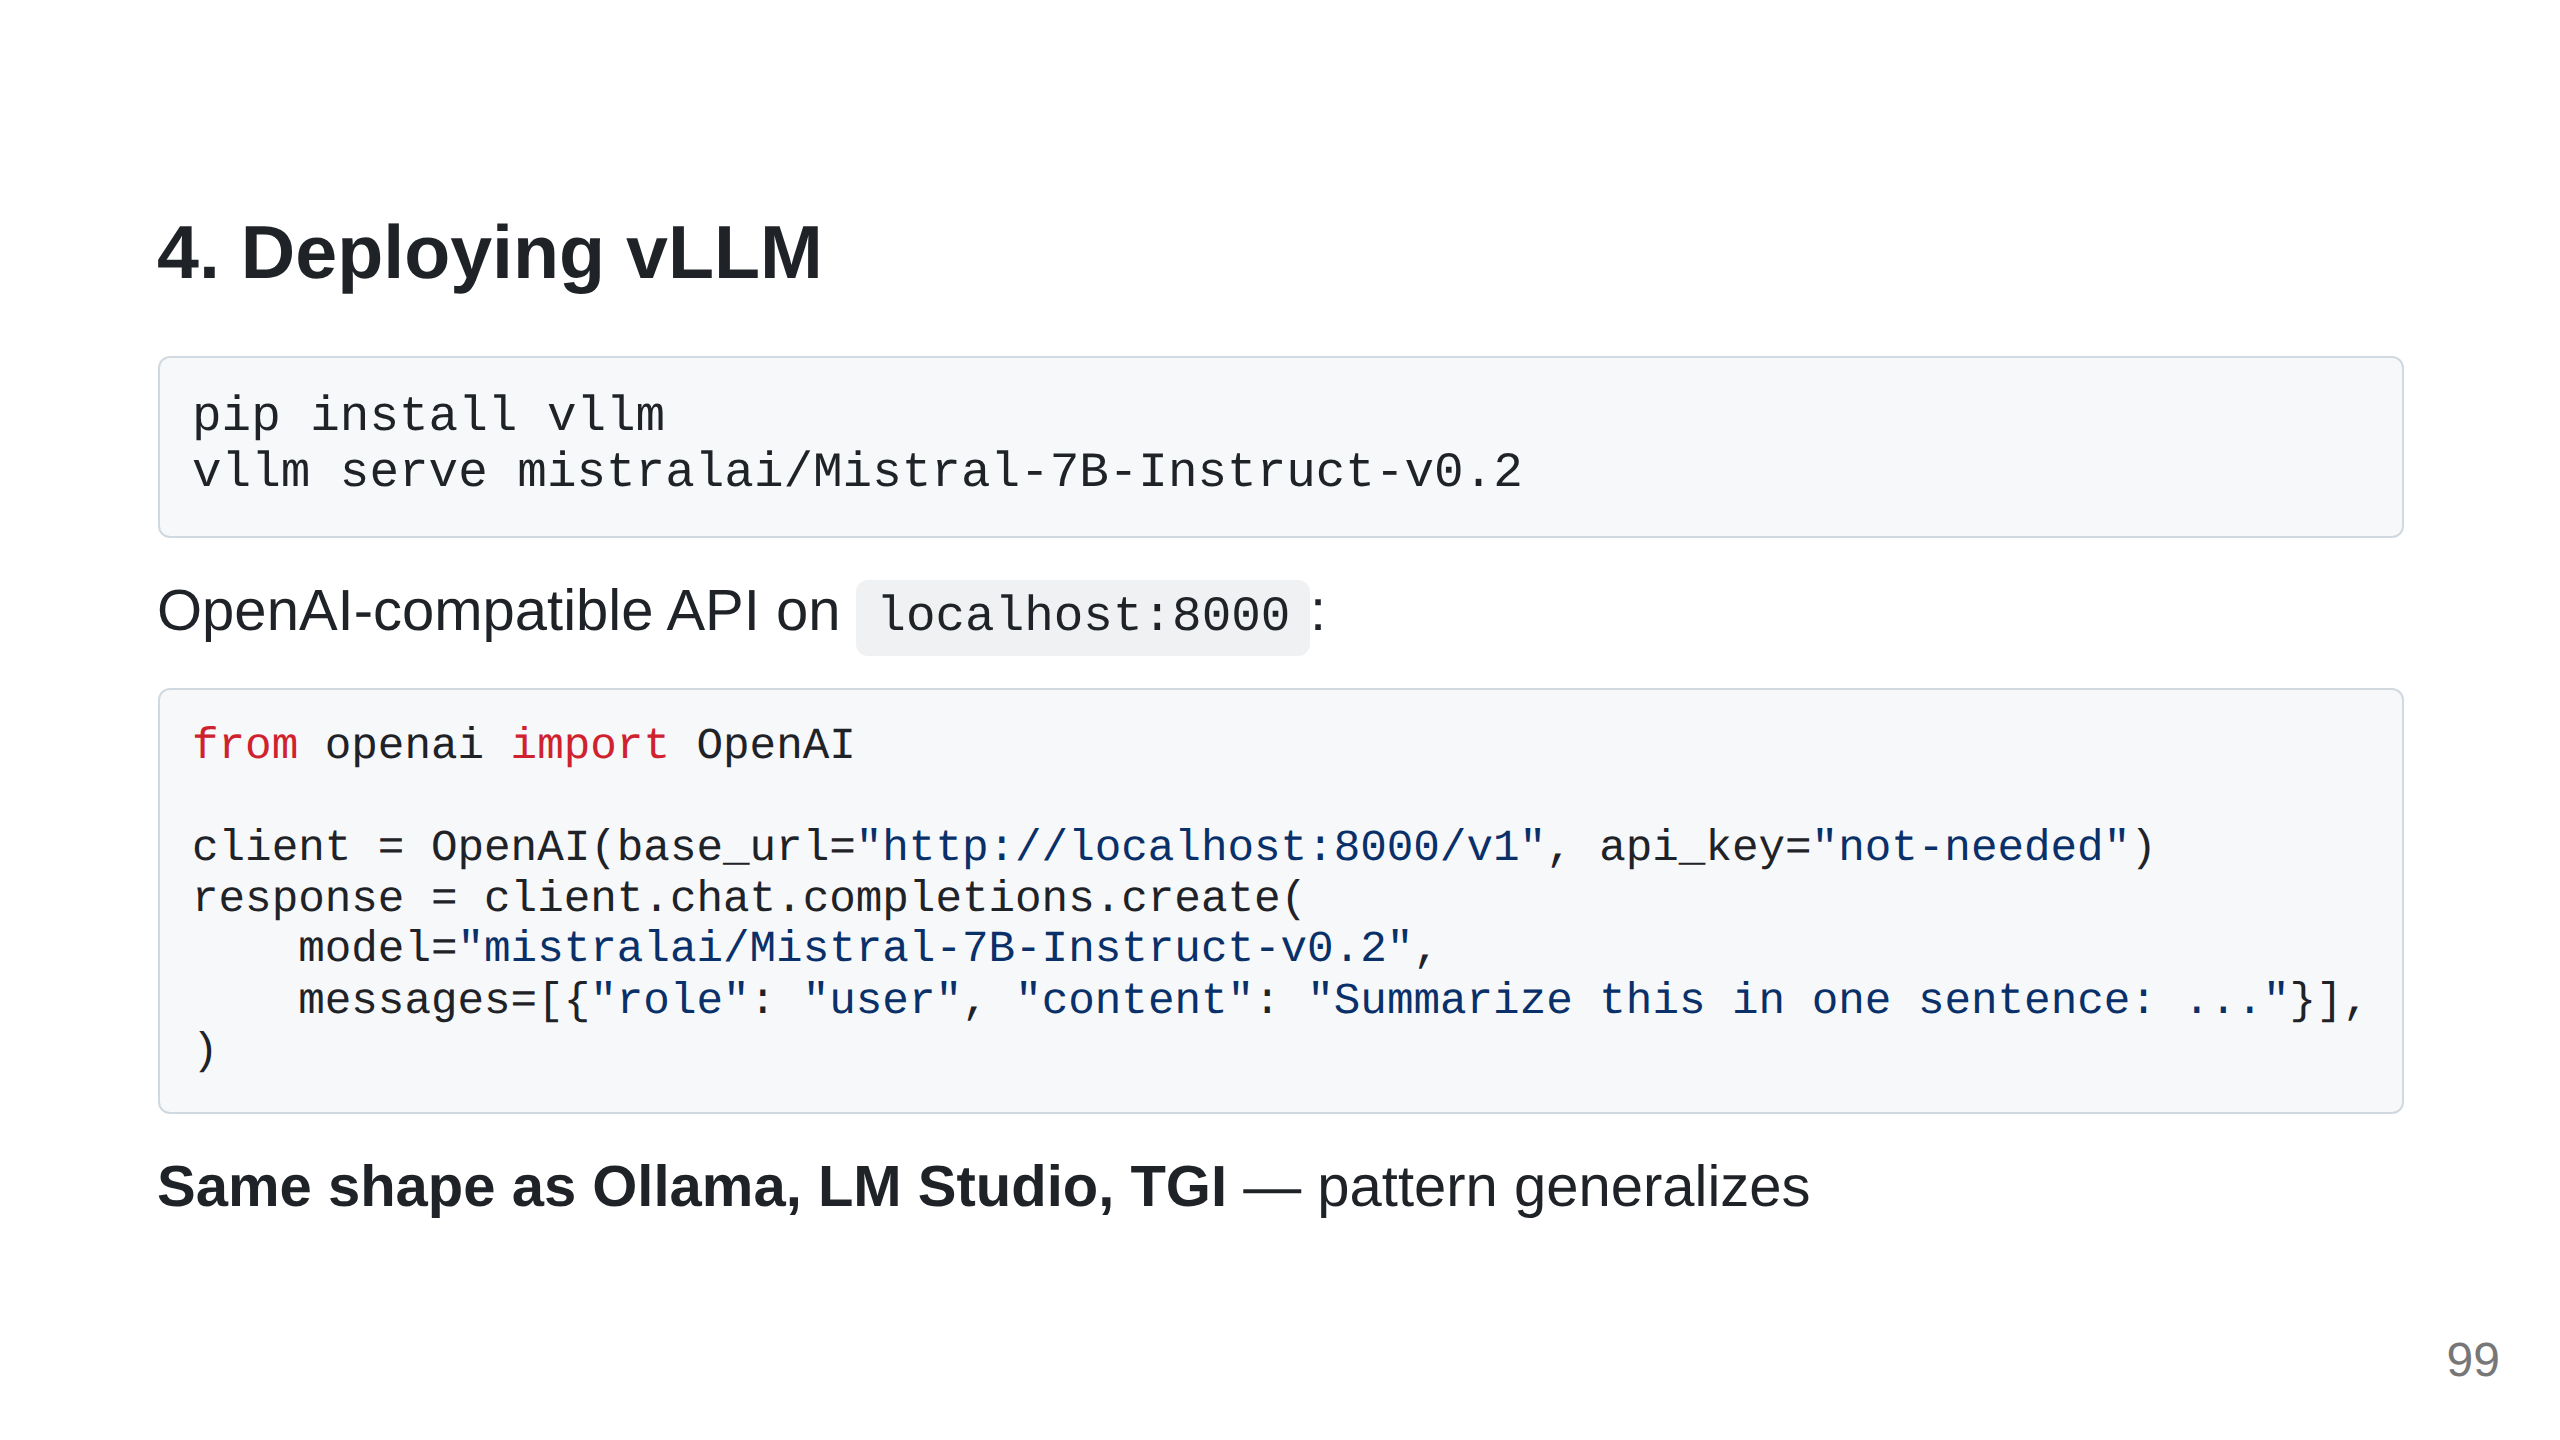 4. Deploying vLLM
pip install vllm
vllm serve mistralai/Mistral-7B-Instruct-v0.2
OpenAI-compatible API on localhost:8000:
from openai import OpenAI
client = OpenAI(base_url="http://localhost:8000/v1", api_key="not-needed")
response = client.chat.completions.create(
    model="mistralai/Mistral-7B-Instruct-v0.2",
    messages=[{"role": "user", "content": "Summarize this in one sentence: ..."}],
)
Same shape as Ollama, LM Studio, TGI — pattern generalizes
99